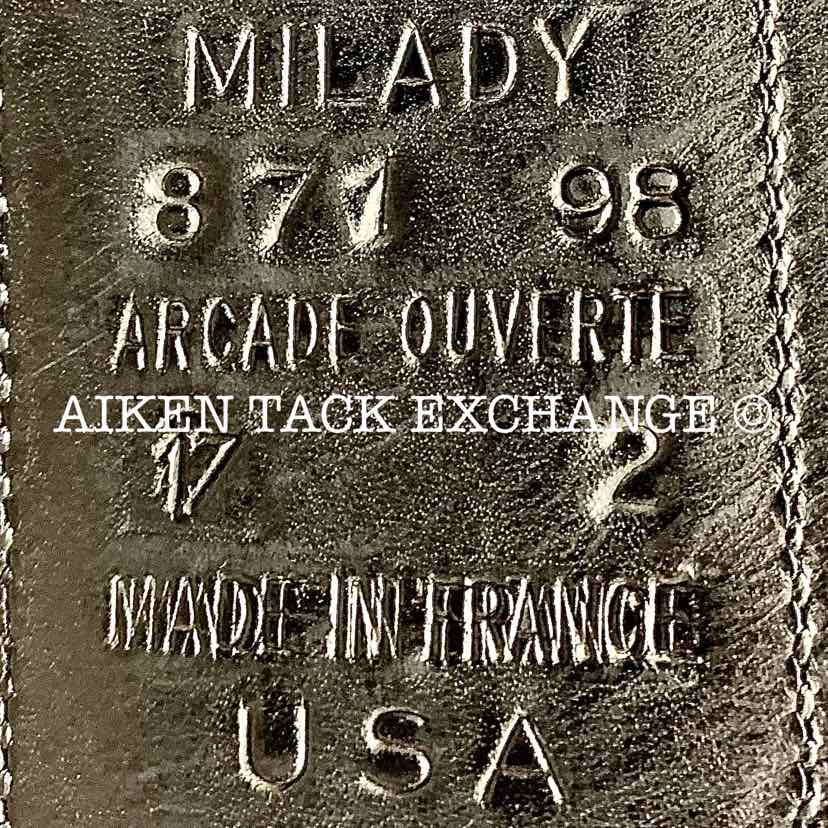 MILADY
871 98
ARCADE OUVERTE
AIKEN TACK EXCHANGE ©
17 2
MADE IN FRANCE
USA